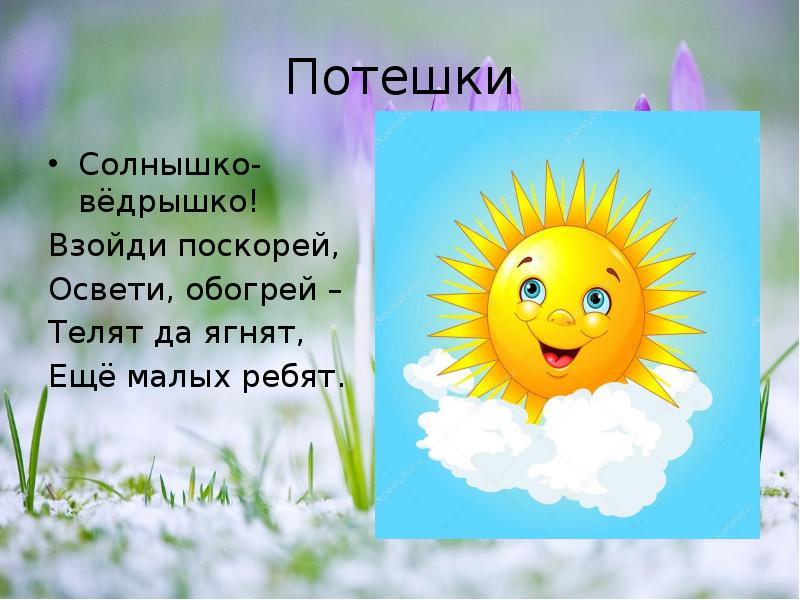 Потешки
• Солнышко-
вёдрышко!
Взойди поскорей,
Освети, обогрей –
Телят да ягнят,
Ещё малых ребят.